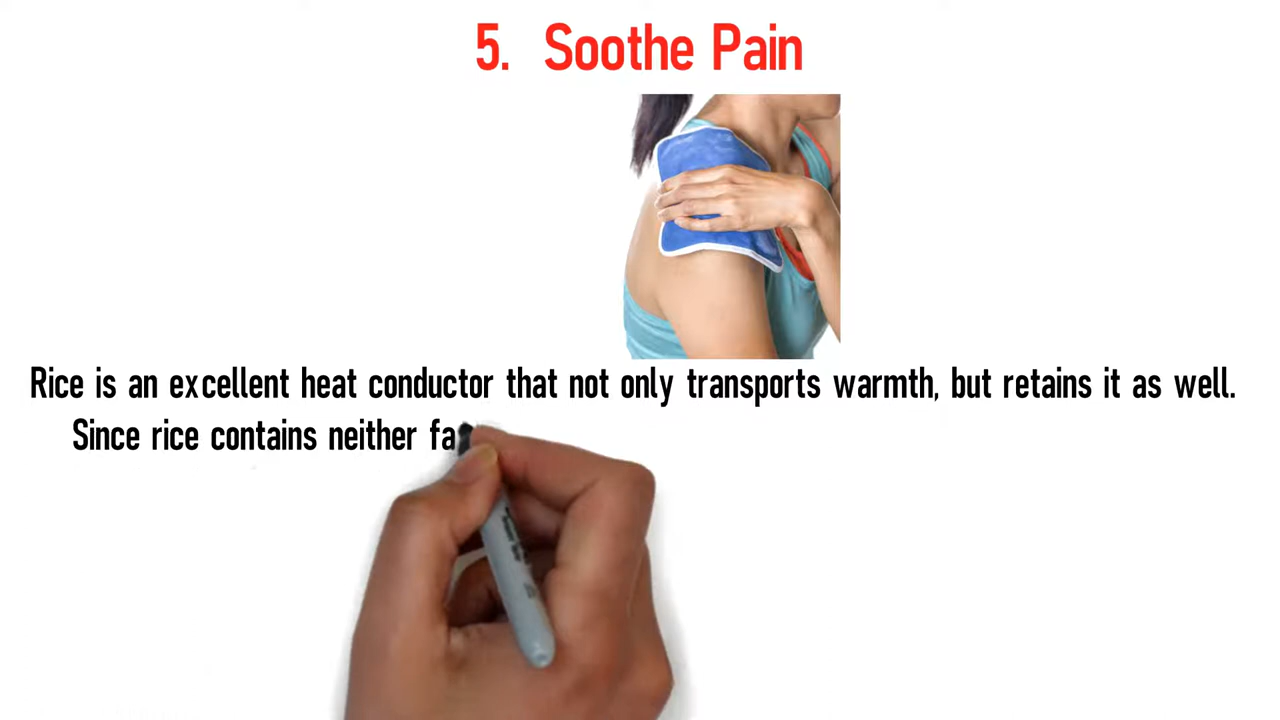 5. Soothe Pain
Rice is an excellent heat conductor that not only transports warmth, but retains it as well.
Since rice contains neither fa